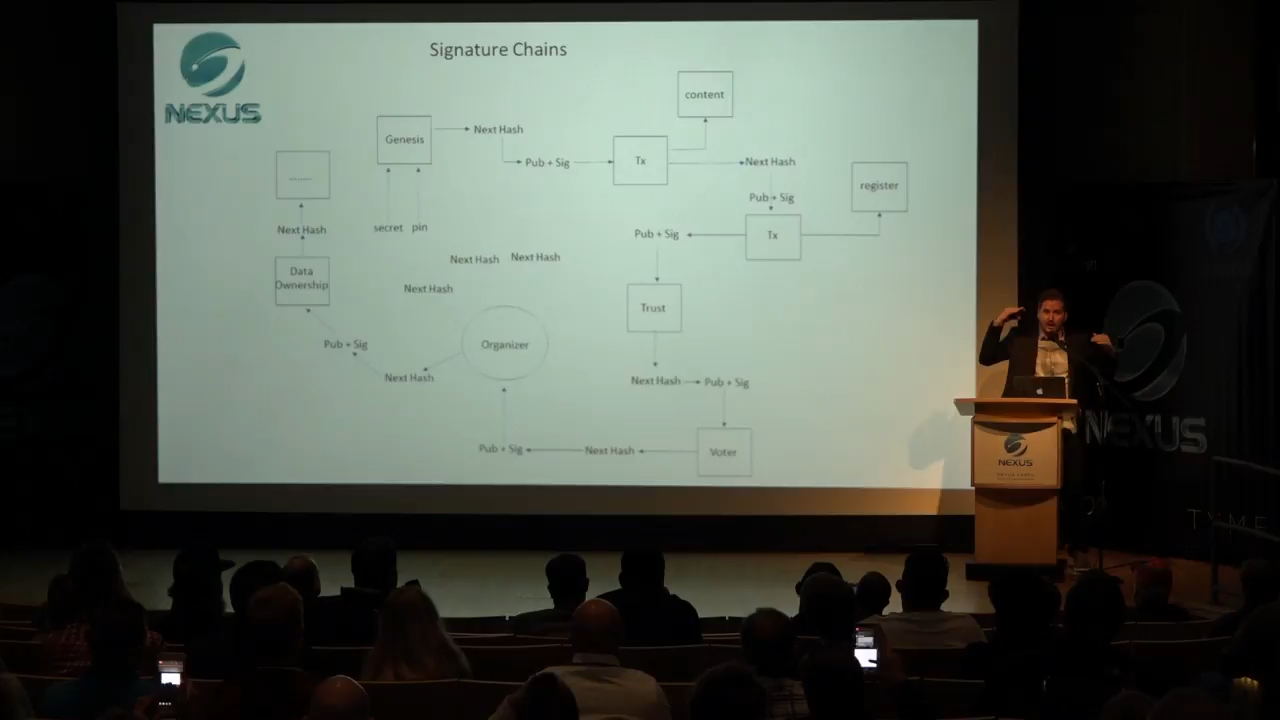 Signature Chains
NEXUS
content
Genesis
Next Hash
Pub + Sig
Tx
Next Hash
register
Pub + Sig
Next Hash
secret pin
Pub + Sig
Tx
Next Hash
Next Hash
Data
Ownership
Next Hash
Trust
Organizer
Pub + Sig
Next Hash
Next Hash
Pub + Sig
Pub + Sig
Next Hash
Voter
NEXUS
NEXUS